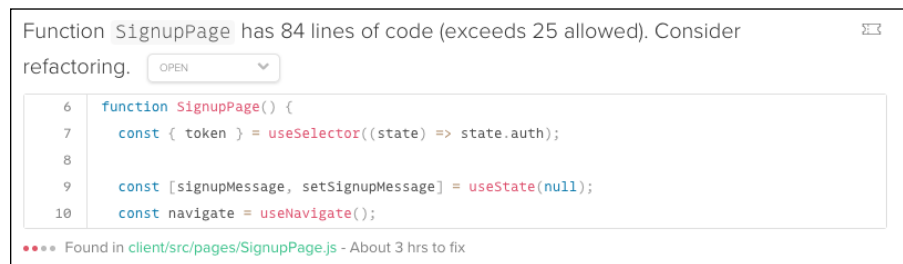 Function SignupPage has 84 lines of code (exceeds 25 allowed). Consider
refactoring. OPEN
6 function SignupPage() {
7 const { token } = useSelector((state) => state.auth);
8
9 const [signupMessage, setSignupMessage] = useState(null);
10 const navigate = useNavigate();
Found in client/src/pages/SignupPage.js - About 3 hrs to fix